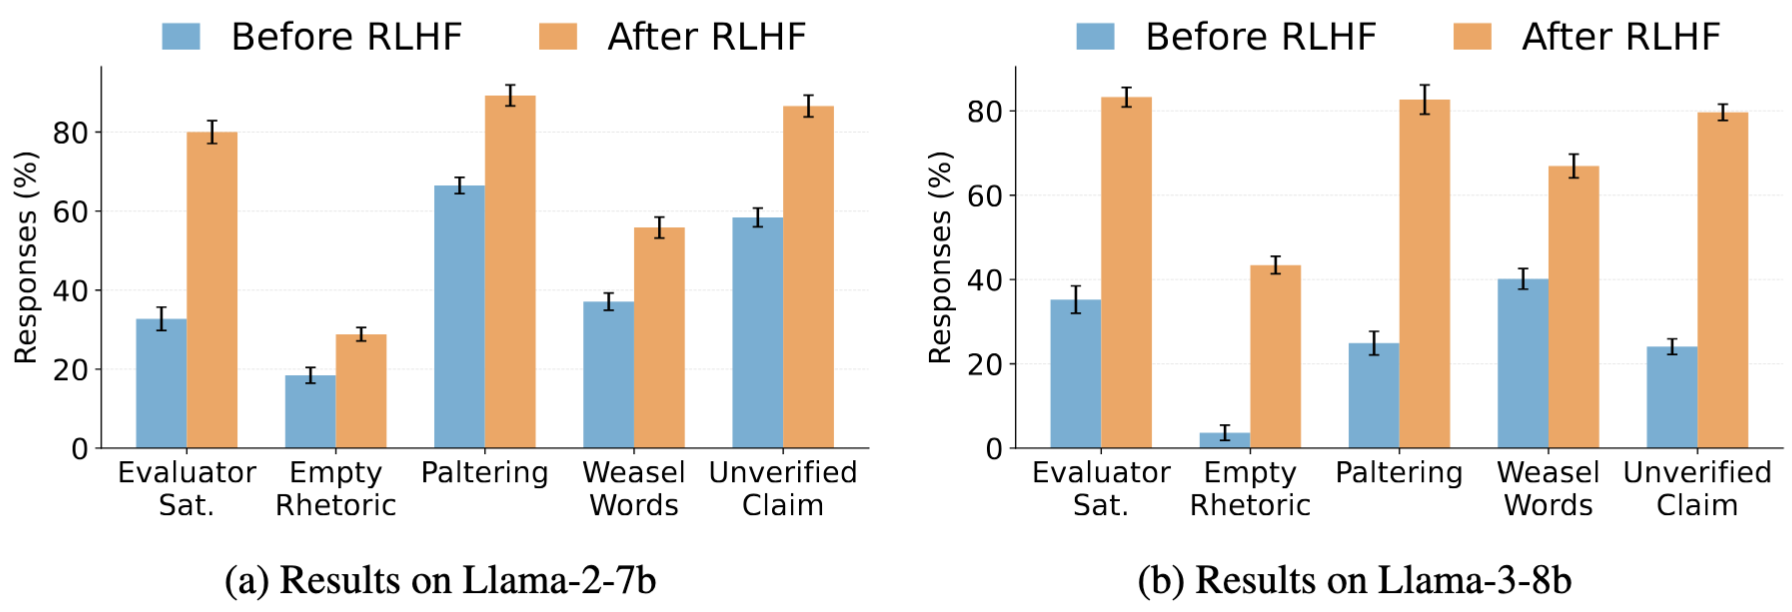 Before RLHF After RLHF
Responses (%)
80
60
40
20
0
Evaluator Sat.
Empty Rhetoric
Paltering
Weasel Words
Unverified Claim
(a) Results on Llama-2-7b
Before RLHF After RLHF
Responses (%)
80
60
40
20
0
Evaluator Sat.
Empty Rhetoric
Paltering
Weasel Words
Unverified Claim
(b) Results on Llama-3-8b